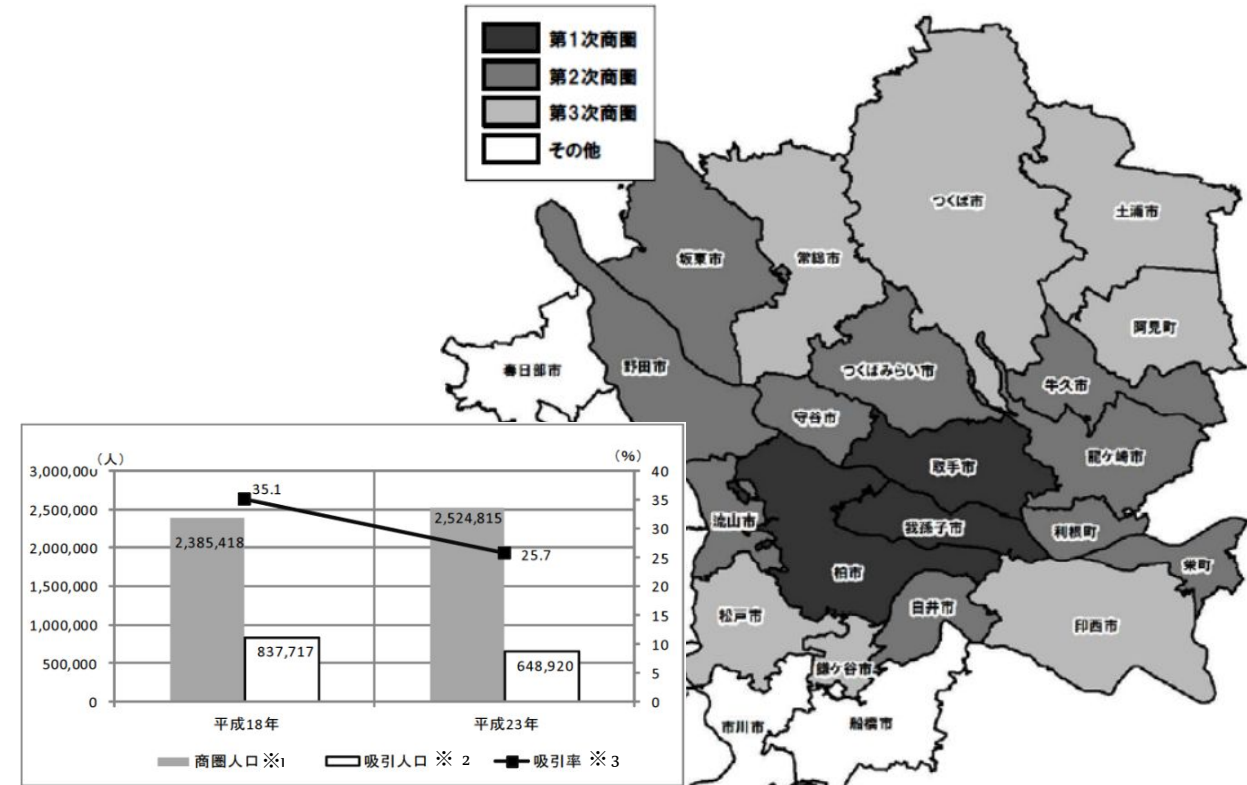 第1次商圏
第2次商圏
第3次商圏
その他
つくば市
土浦市
坂東市
常総市
阿見町
春日部市
野田市
つくばみらい市
牛久市
守谷市
取手市
龍ケ崎市
流山市
我孫子市
利根町
栄町
柏市
松戸市
白井市
印西市
鎌ケ谷市
市川市
船橋市
(人)
(%)
3,000,000
40
35.1
35
2,500,000
2,524,815
30
2,385,418
2,000,000
25.7
25
1,500,000
20
1,000,000
15
837,717
10
648,920
500,000
5
0
0
平成18年
平成23年
商圏人口※1
吸引人口※2
吸引率※3